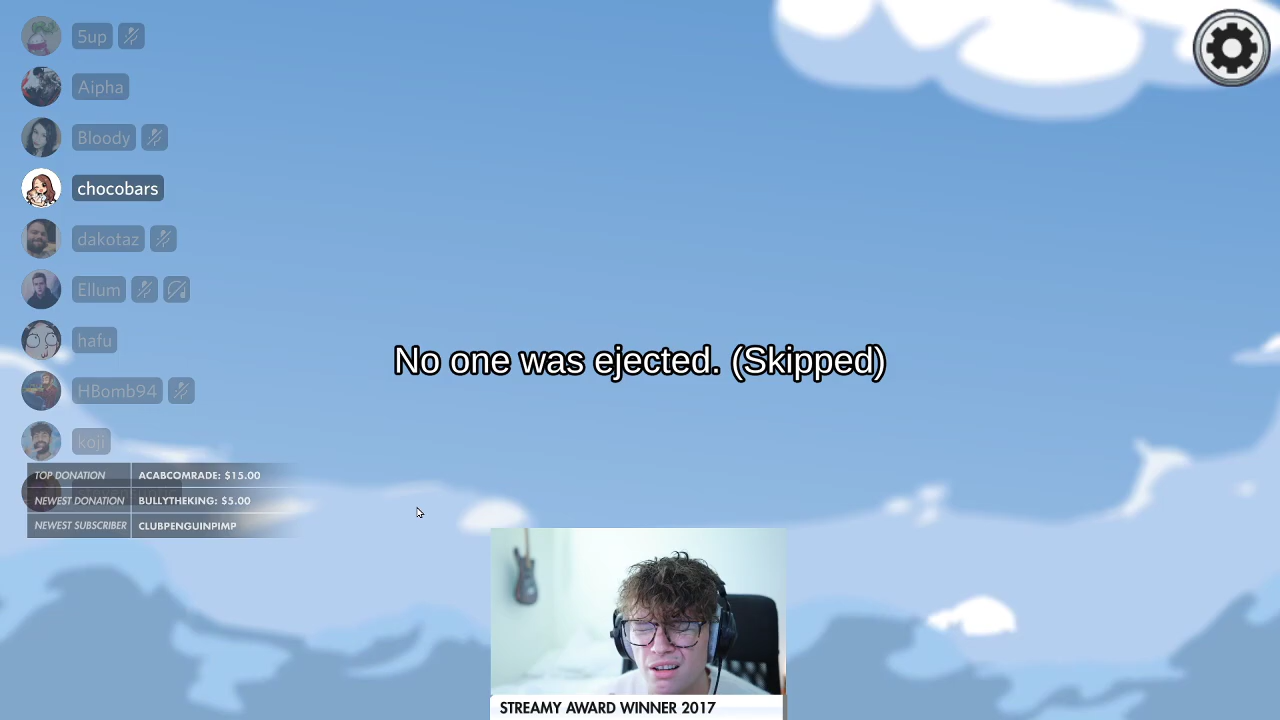 5up
Aipha
Bloody
chocobars
dakotaz
Ellum
hafu
HBomb94
koji
No one was ejected. (Skipped)
TOP DONATION ACABCOMRADE: $15.00
NEWEST DONATION BULLYTHEKING: $5.00
NEWEST SUBSCRIBER CLUBPENGUINPIMP
STREAMY AWARD WINNER 2017